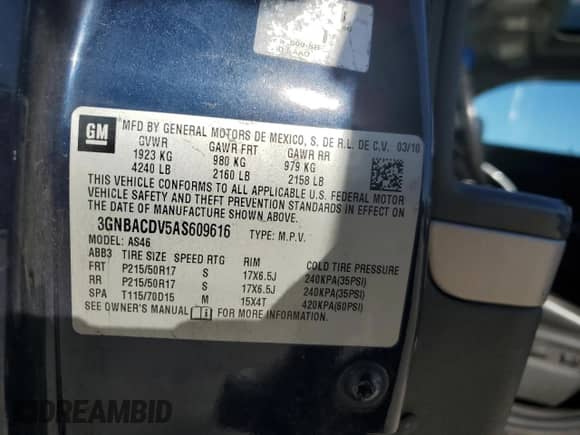 GM
MFD BY GENERAL MOTORS DE MEXICO, S. DE R.L. DE C.V. 03/10
GVWR GAWR FRT GAWR RR
1923 KG 980 KG 979 KG
4240 LB 2160 LB 2158 LB
THIS VEHICLE CONFORMS TO ALL APPLICABLE U.S. FEDERAL MOTOR
VEHICLE SAFETY AND THEFT PREVENTION STANDARDS IN EFFECT ON
THE DATE OF MANUFACTURE SHOWN ABOVE.
3GNBACDV5AS609616 TYPE: M.P.V.
MODEL: AS46
ABB3 TIRE SIZE SPEED RTG RIM COLD TIRE PRESSURE
FRT P215/50R17 S 17X6.5J 240KPA(35PSI)
RR P215/50R17 S 17X6.5J 240KPA(35PSI)
SPA T115/70D15 M 15X4T 420KPA(60PSI)
SEE OWNER'S MANUAL FOR MORE INFORMATION.
DREAMBID